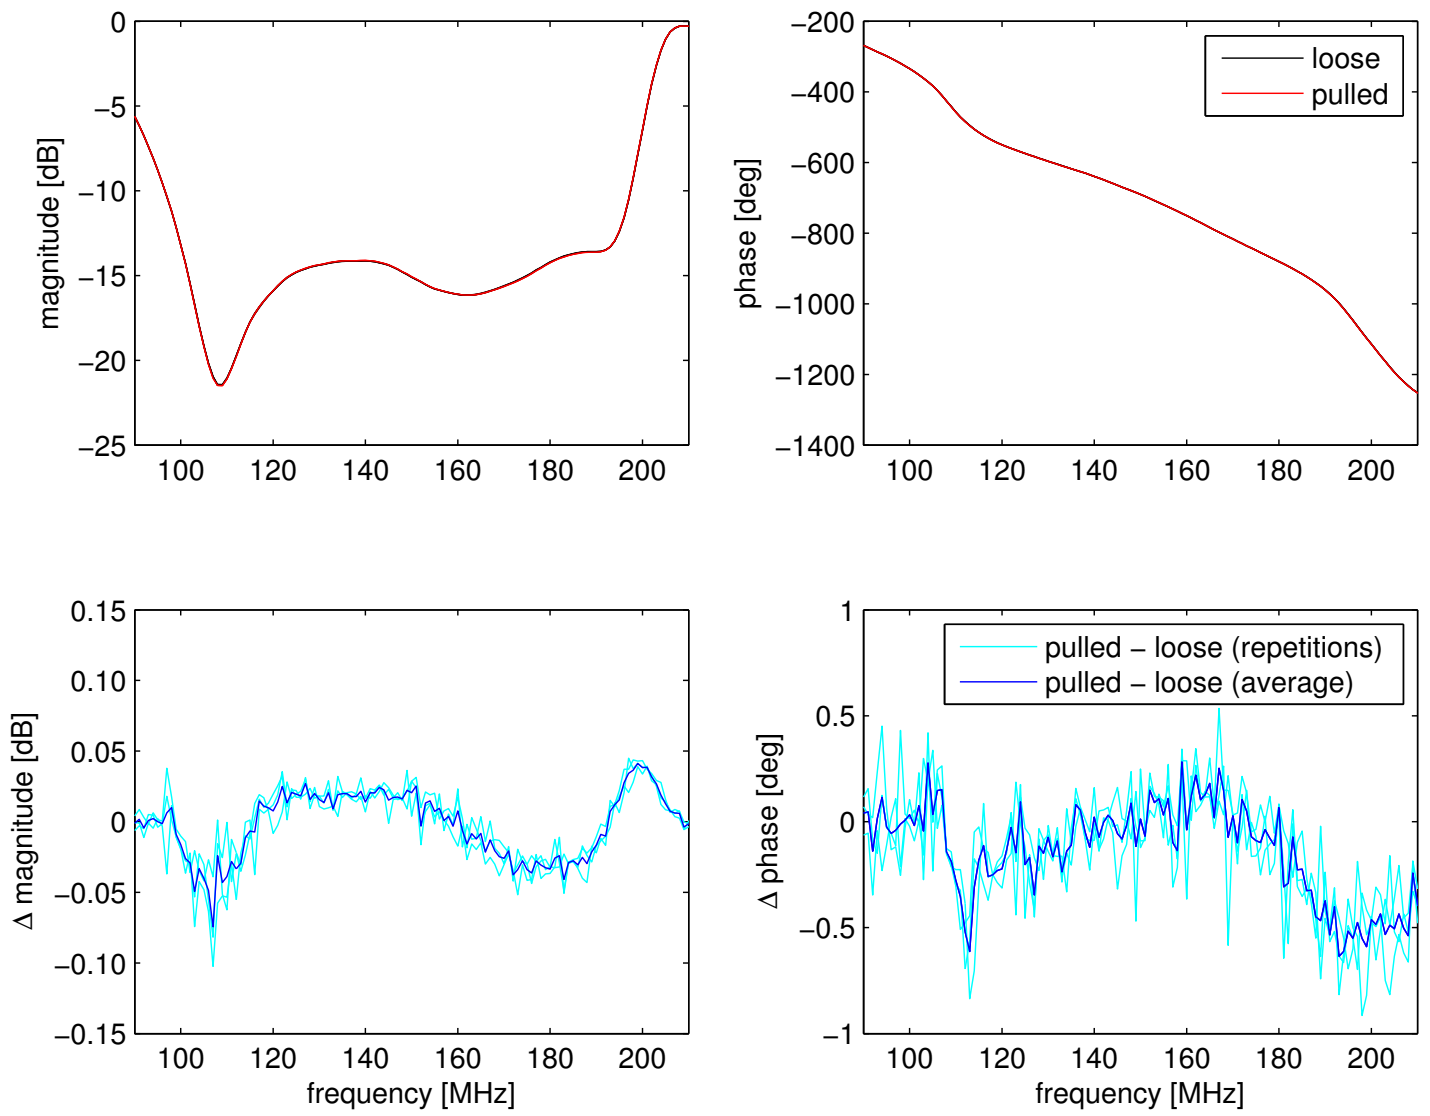 0
−5
−10
−15
−20
−25
magnitude [dB]
100 120 140 160 180 200
−200
−400
−600
−800
−1000
−1200
−1400
phase [deg]
loose
pulled
100 120 140 160 180 200
0.15
0.10
0.05
0
−0.05
−0.10
−0.15
Δ magnitude [dB]
100 120 140 160 180 200
frequency [MHz]
1
0.5
0
−0.5
−1
Δ phase [deg]
pulled − loose (repetitions)
pulled − loose (average)
100 120 140 160 180 200
frequency [MHz]